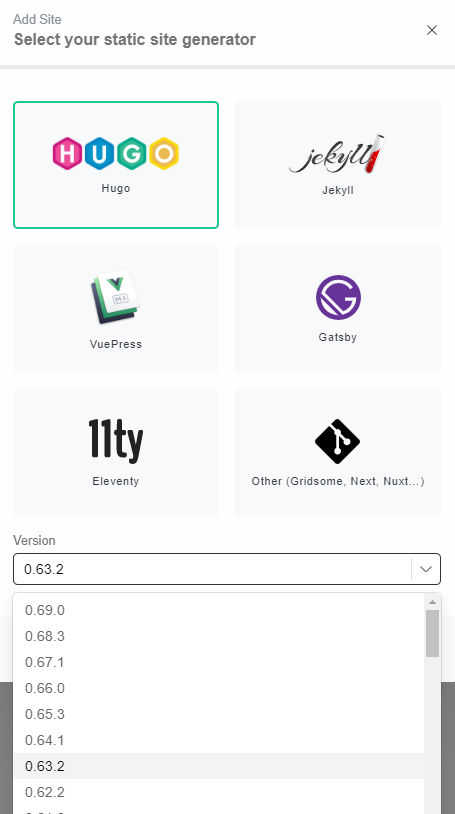 Add Site
Select your static site generator
HUGO
Hugo
jekyll
Jekyll
VuePress
Gatsby
11ty
Eleventy
Other (Gridsome, Next, Nuxt...)
Version
0.63.2
0.69.0
0.68.3
0.67.1
0.66.0
0.65.3
0.64.1
0.63.2
0.62.2